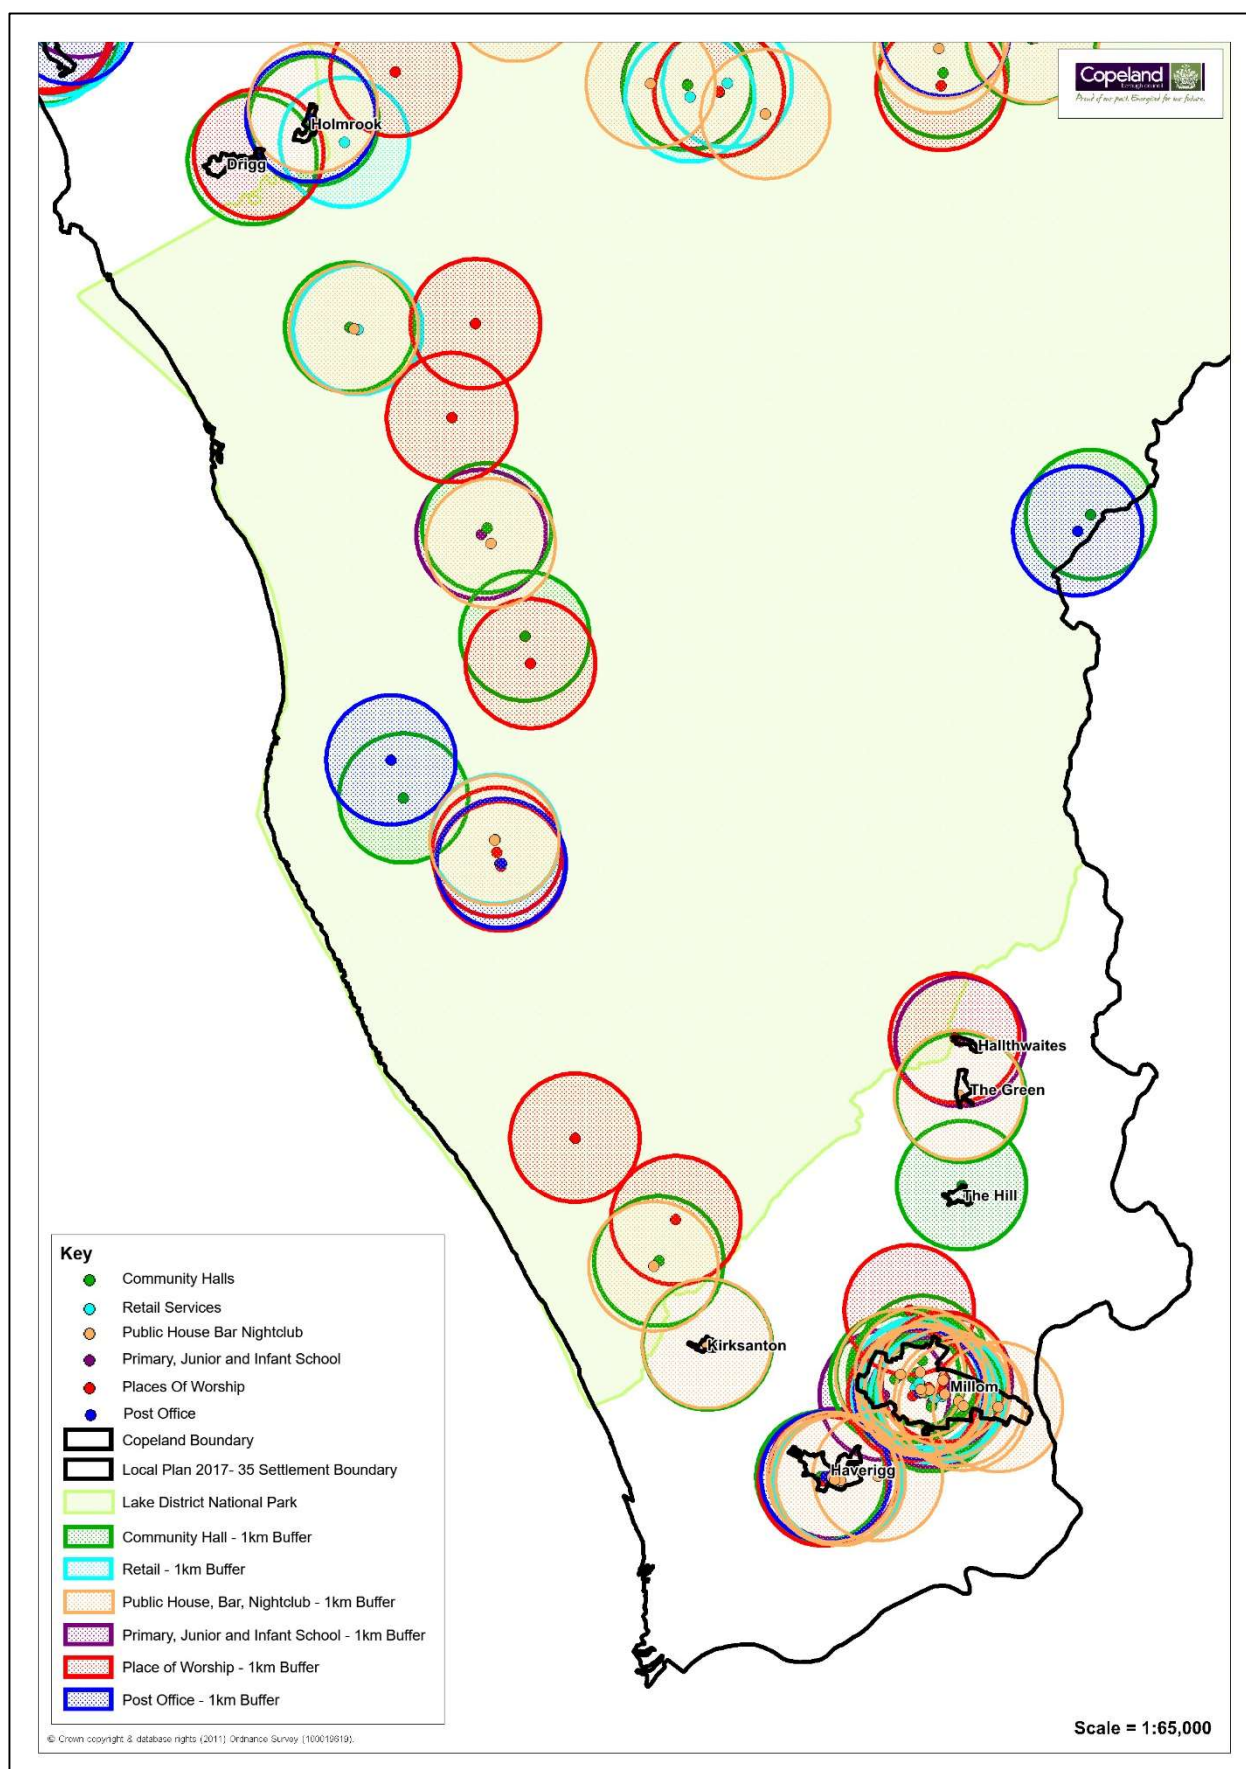 Copeland
borough council
Proud of our past. Energised for our future.
Holmrook
Drigg
Hallthwaites
The Green
The Hill
Kirksanton
Millom
Haverigg
Key
Community Halls
Retail Services
Public House Bar Nightclub
Primary, Junior and Infant School
Places Of Worship
Post Office
Copeland Boundary
Local Plan 2017- 35 Settlement Boundary
Lake District National Park
Community Hall - 1km Buffer
Retail - 1km Buffer
Public House, Bar, Nightclub - 1km Buffer
Primary, Junior and Infant School - 1km Buffer
Place of Worship - 1km Buffer
Post Office - 1km Buffer
Scale = 1:65,000
© Crown copyright & database rights (2011) Ordnance Survey (100019619).